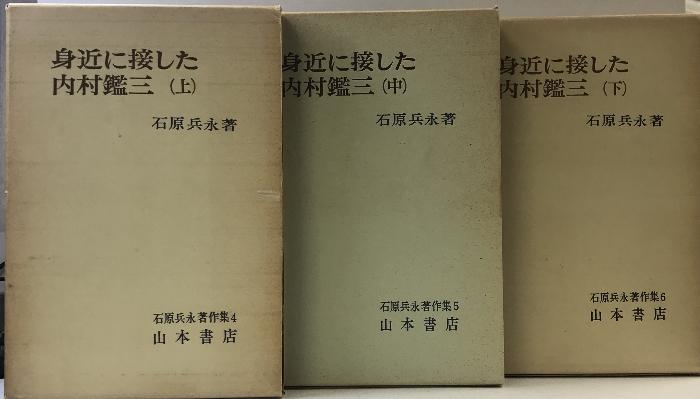 身近に接した
内村鑑三（上）
石原兵永著
石原兵永著作集4
山本書店
身近に接した
内村鑑三（中）
石原兵永著
石原兵永著作集5
山本書店
身近に接した
内村鑑三（下）
石原兵永著
石原兵永著作集6
山本書店